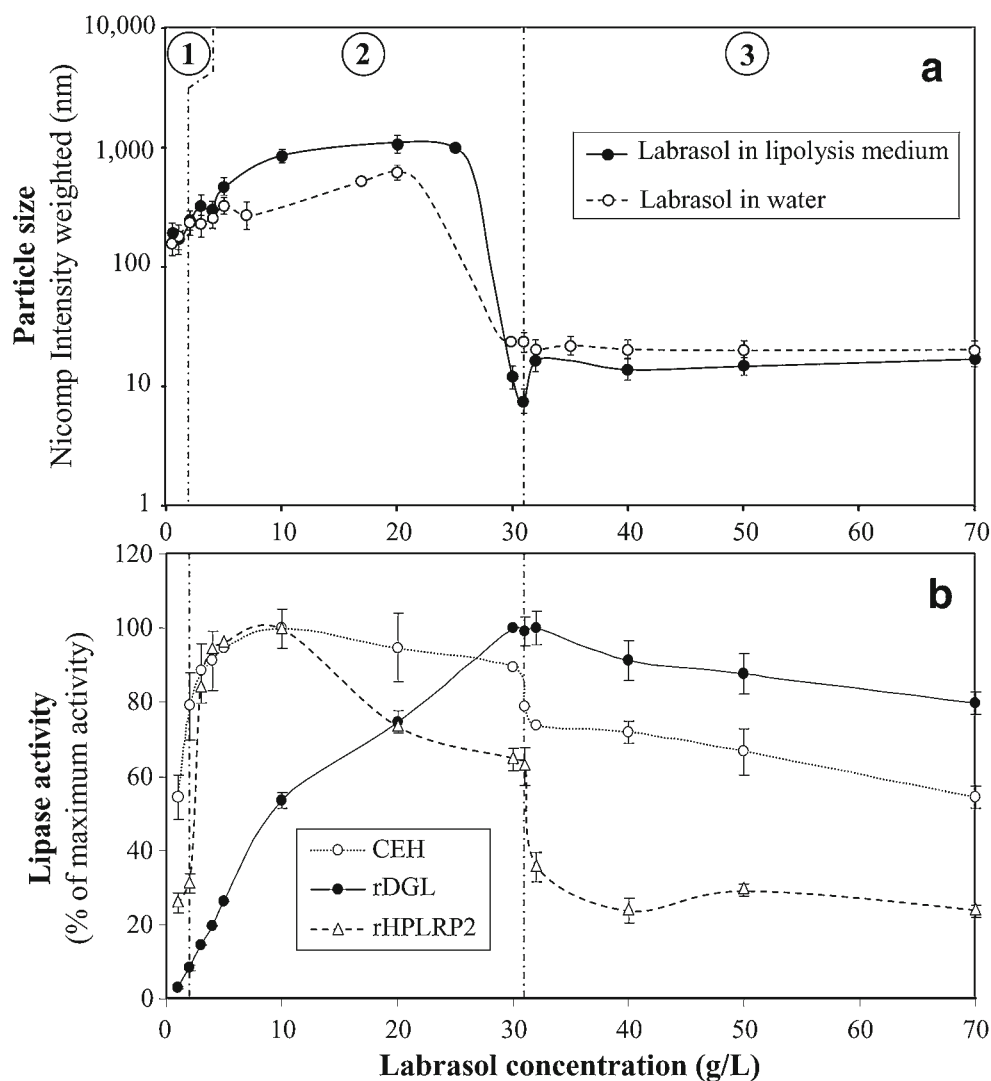 10,000
1
2
3
a
1,000
Labrasol in lipolysis medium
Labrasol in water
100
10
1
Particle size
Nicomp Intensity weighted (nm)
0
10
20
30
40
50
60
70
120
b
100
80
60
40
20
0
CEH
rDGL
rHPLRP2
Lipase activity
(% of maximum activity)
0
10
20
30
40
50
60
70
Labrasol concentration (g/L)